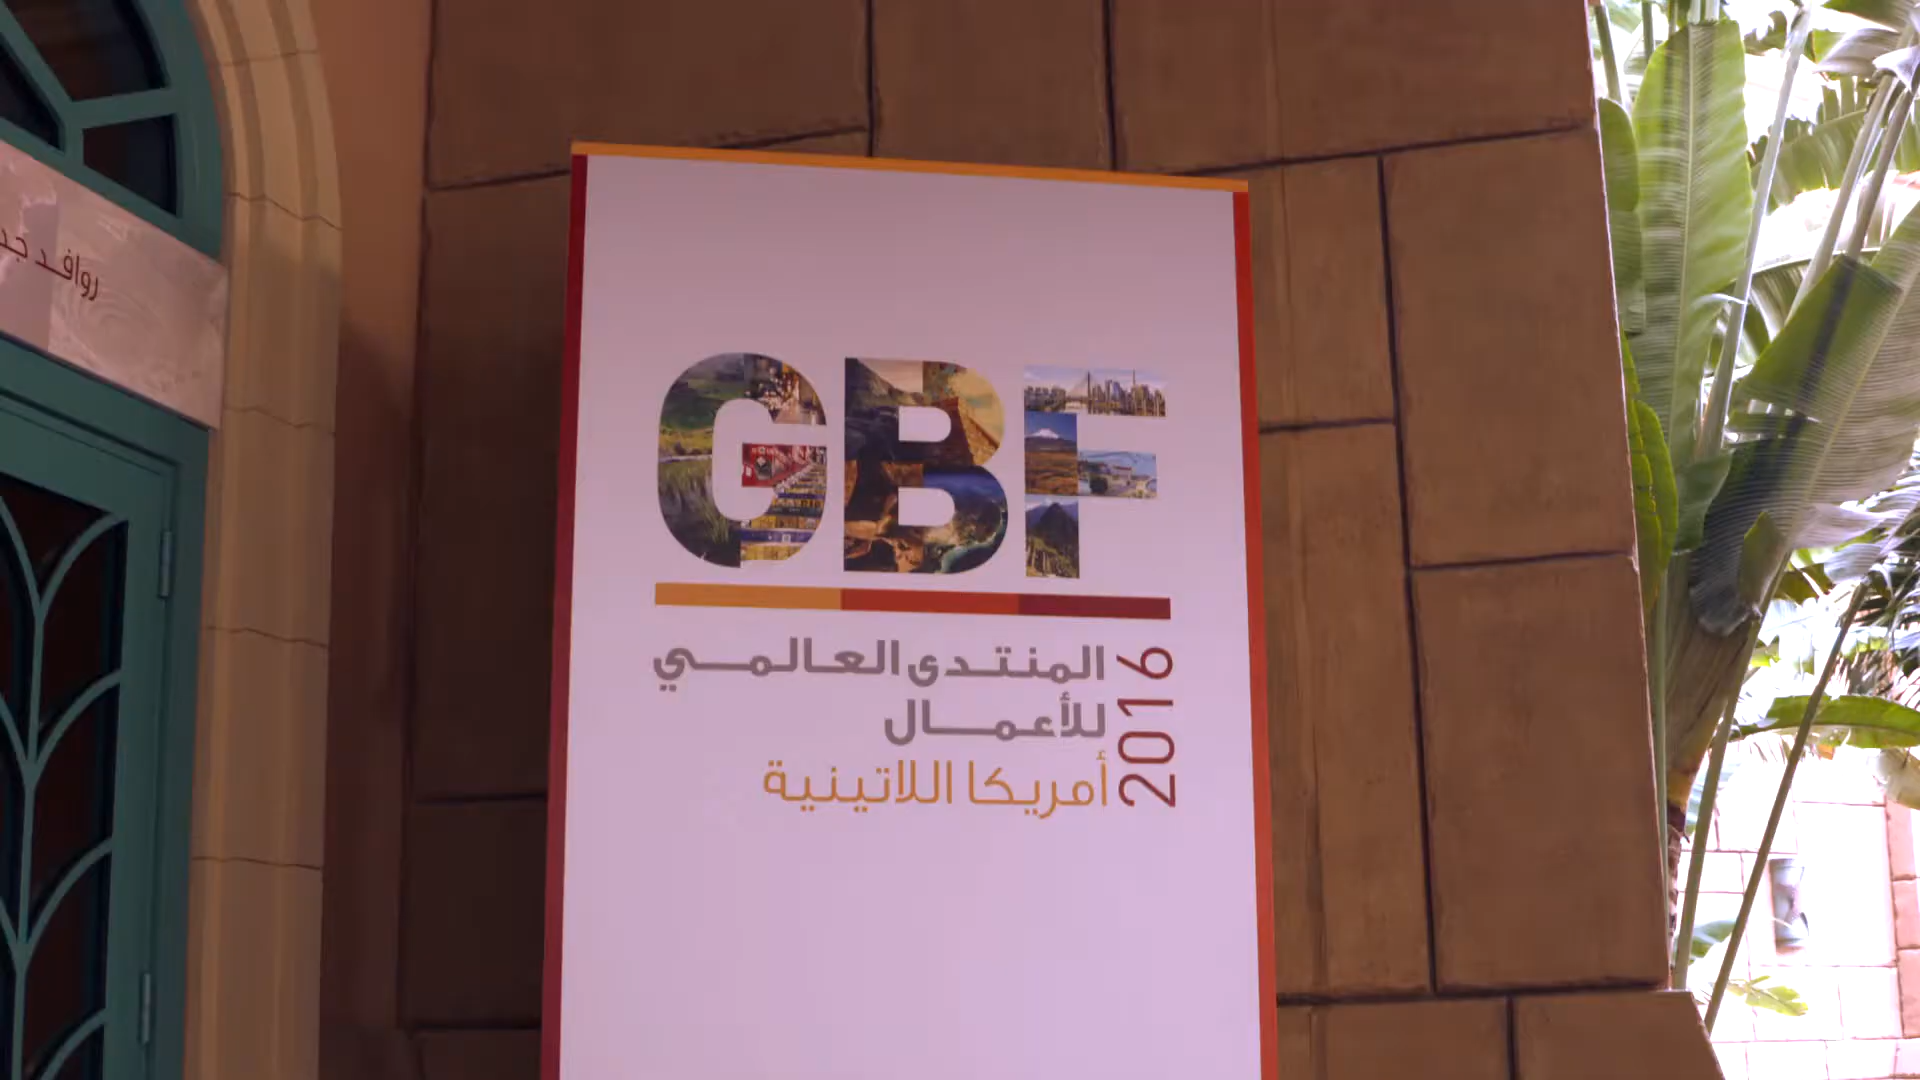 GBF
المنتدى العالمي
للأعمال
أمريكا اللاتينية
2016
روافد